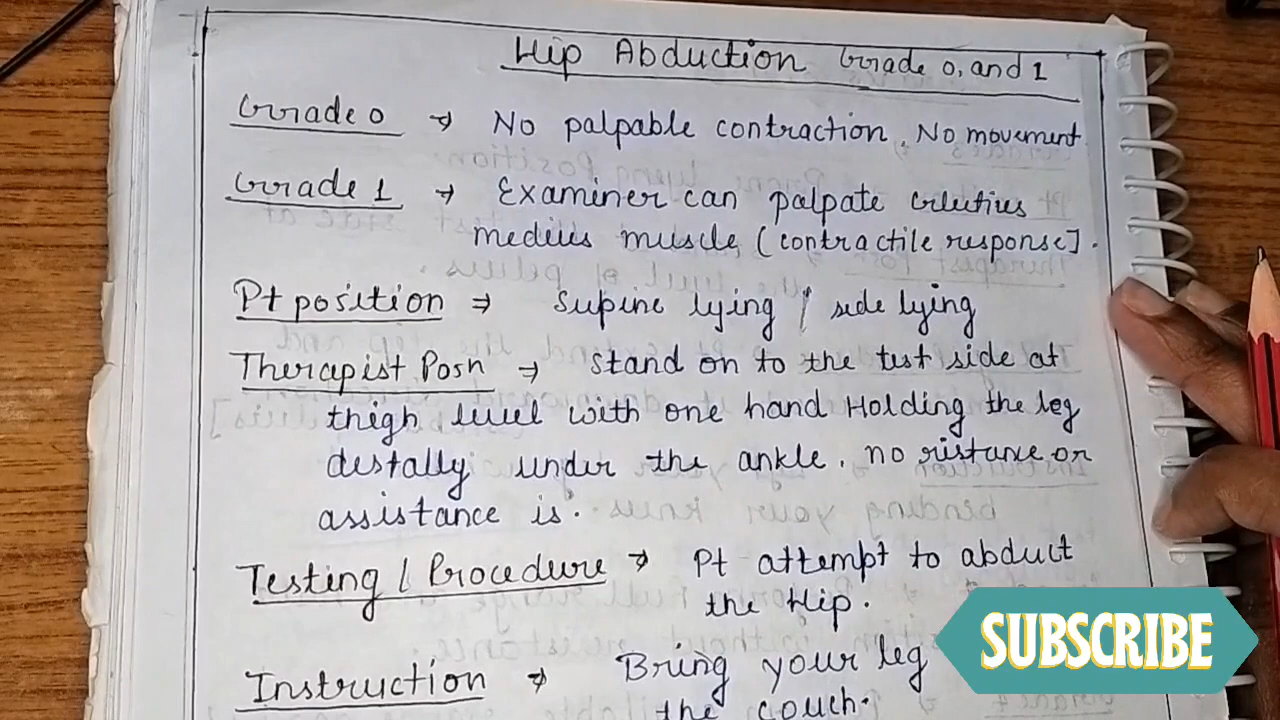 Hip Abduction Grade 0, and 1
Grade 0 → No palpable contraction, No movement
Grade 1 → Examiner can palpate Glutius
medius muscle, (contractile response].
Pt position ⇒ Supine lying / side lying
Therapist Posn → Stand on to the test side at
thigh level with one hand Holding the leg
destally under the ankle. no ristance or
assistance is.
Testing / Procedure ⇒ Pt attempt to abduct
the Hip.
Instruction ⇒ Bring your leg
the couch.
SUBSCRIBE